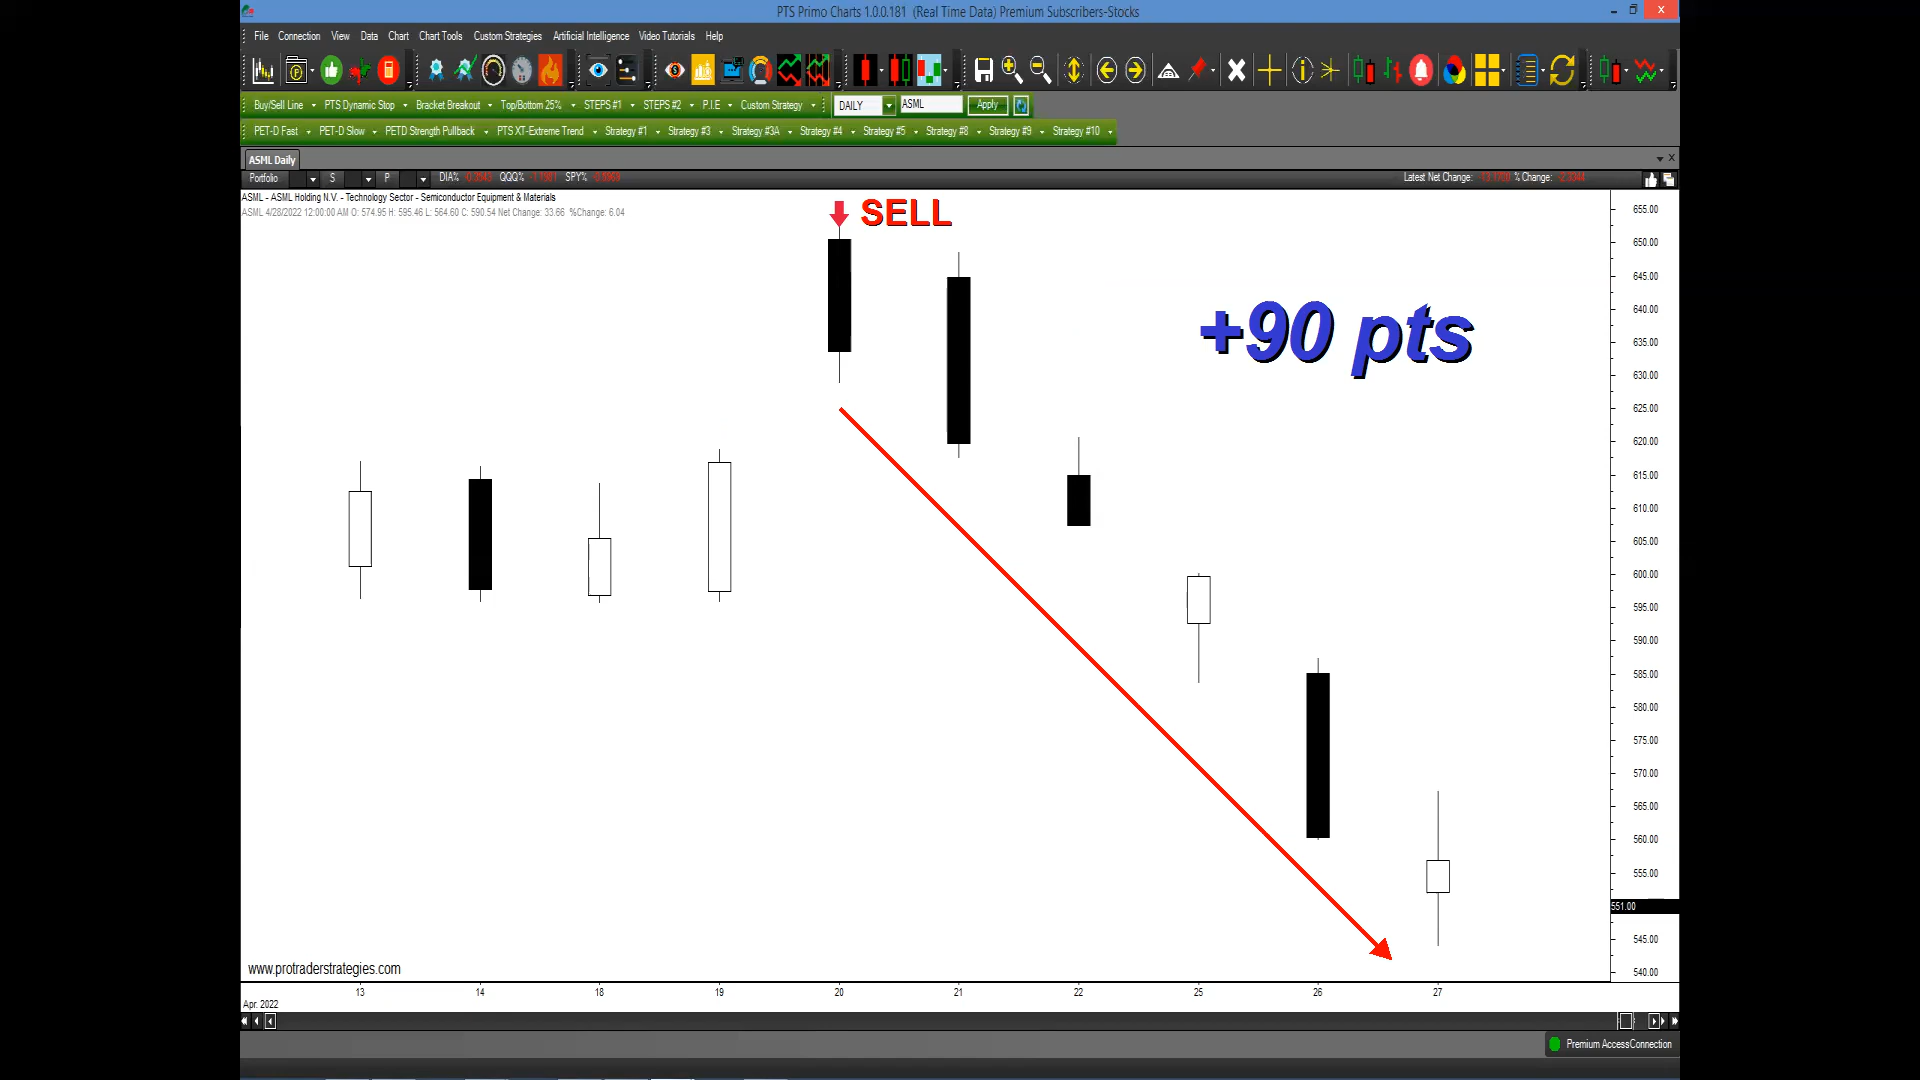 PTS Primo Charts 1.0.0.181 (Real Time Data) Premium Subscribers-Stocks
File Connection View Data Chart Chart Tools Custom Strategies Artificial Intelligence Video Tutorials Help
Buy/Sell Line PTS Dynamic Stop Bracket Breakout Top/Bottom 25% STEPS #1 STEPS #2 P.I.E Custom Strategy DAILY ASML Apply
PET-D Fast PET-D Slow PETD Strength Pullback PTS XT-Extreme Trend Strategy #1 Strategy #3 Strategy #3A Strategy #4 Strategy #5 Strategy #8 Strategy #9 Strategy #10
ASML Daily
Portfolio S P DIA% QQQ% SPY% Latest Net Change: % Change:
ASML - ASML Holding N.V. - Technology Sector - Semiconductor Equipment & Materials
ASML 4/28/2022 12:00:00 AM O: 574.95 H: 595.46 L: 564.60 C: 590.54 Net Change: 33.66 %Change: 6.04
SELL
+90 pts
655.00
650.00
645.00
640.00
635.00
630.00
625.00
620.00
615.00
610.00
605.00
600.00
595.00
590.00
585.00
580.00
575.00
570.00
565.00
560.00
555.00
551.00
545.00
540.00
www.protraderstrategies.com
13 14 18 19 20 21 22 25 26 27
Apr. 2022
Premium AccessConnection